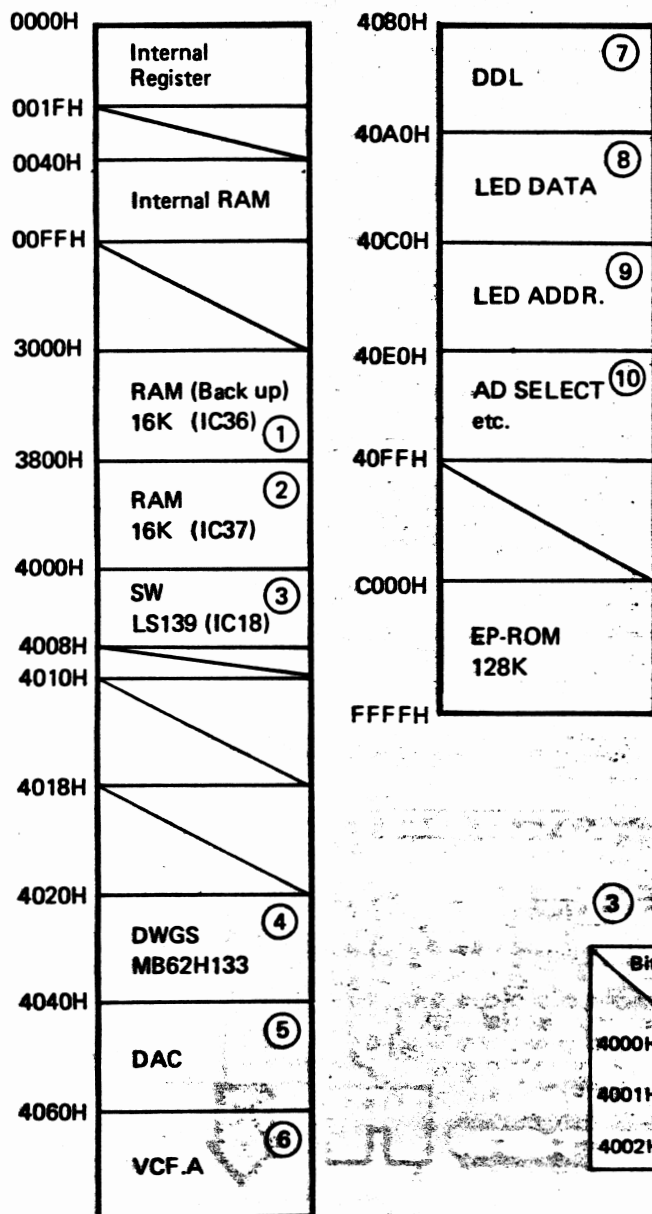 0000H
Internal
Register
001FH
0040H
Internal RAM
00FFH
3000H
RAM (Back up)
16K (IC36) ①
3800H
②
RAM
16K (IC37)
4000H
SW ③
LS139 (IC18)
4008H
4010H
4018H
4020H
④
DWGS
MB62H133
4040H
⑤
DAC
4060H
⑥
VCF.A
4080H
⑦
DDL
40A0H
⑧
LED DATA
40C0H
⑨
LED ADDR.
40E0H
⑩
AD SELECT
etc.
40FFH
C000H
EP-ROM
128K
FFFFH
③
Bit
4000H
4001H
4002H